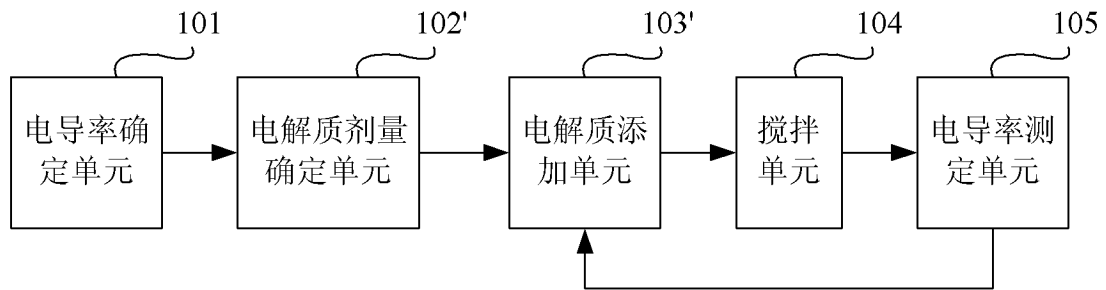 101 102' 103' 104 105
电导率确
定单元
电解质剂量
确定单元
电解质添
加单元
搅拌
单元
电导率测
定单元